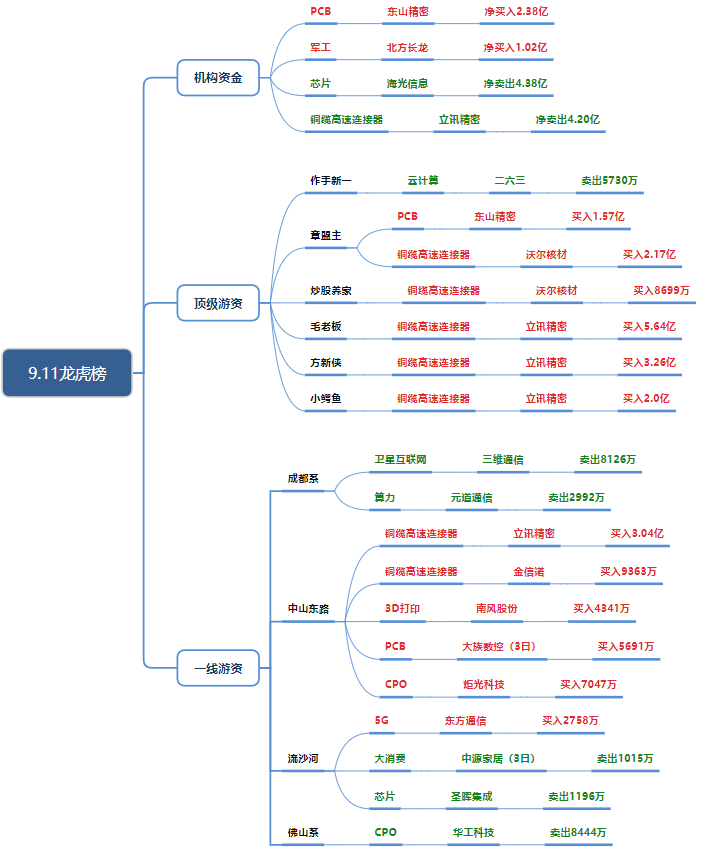 9.11龙虎榜
机构资金
PCB 东山精密 净买入2.38亿
军工 北方长龙 净买入1.02亿
芯片 海光信息 净卖出4.38亿
铜缆高速连接器 立讯精密 净卖出4.20亿
顶级游资
作手新一 云计算 二六三 卖出5730万
章盟主
PCB 东山精密 买入1.57亿
铜缆高速连接器 沃尔核材 买入2.17亿
炒股养家 铜缆高速连接器 沃尔核材 买入8699万
毛老板 铜缆高速连接器 立讯精密 买入5.64亿
方新侠 铜缆高速连接器 立讯精密 买入3.26亿
小鳄鱼 铜缆高速连接器 立讯精密 买入2.0亿
一线游资
成都系
卫星互联网 三维通信 卖出8126万
算力 元道通信 卖出2992万
中山东路
铜缆高速连接器 立讯精密 买入3.04亿
铜缆高速连接器 金信诺 买入9363万
3D打印 南风股份 买入4341万
PCB 大族数控（3日） 买入5691万
CPO 炬光科技 买入7047万
流沙河
5G 东方通信 买入2758万
大消费 中源家居（3日） 卖出1015万
芯片 圣晖集成 卖出1196万
佛山系 CPO 华工科技 卖出8444万